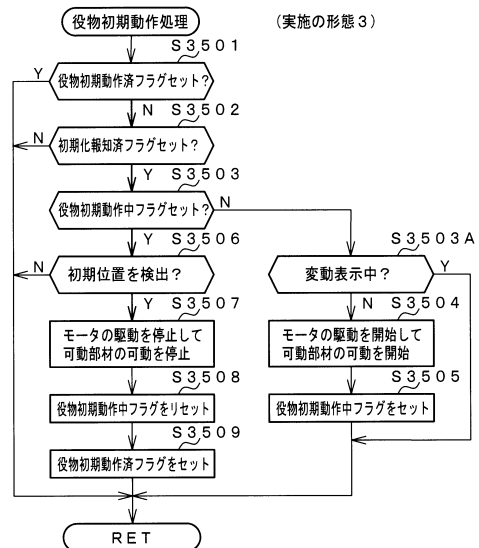 役物初期動作処理
(実施の形態3)
S3501
役物初期動作済フラグセット?
Y
N
S3502
初期化報知済フラグセット?
N
Y
S3503
役物初期動作中フラグセット?
N
Y
S3506
初期位置を検出?
N
Y
S3503A
変動表示中?
Y
N
S3507
モータの駆動を停止して
可動部材の可動を停止
S3504
モータの駆動を開始して
可動部材の可動を開始
S3508
役物初期動作中フラグをリセット
S3505
役物初期動作中フラグをセット
S3509
役物初期動作済フラグをセット
RET